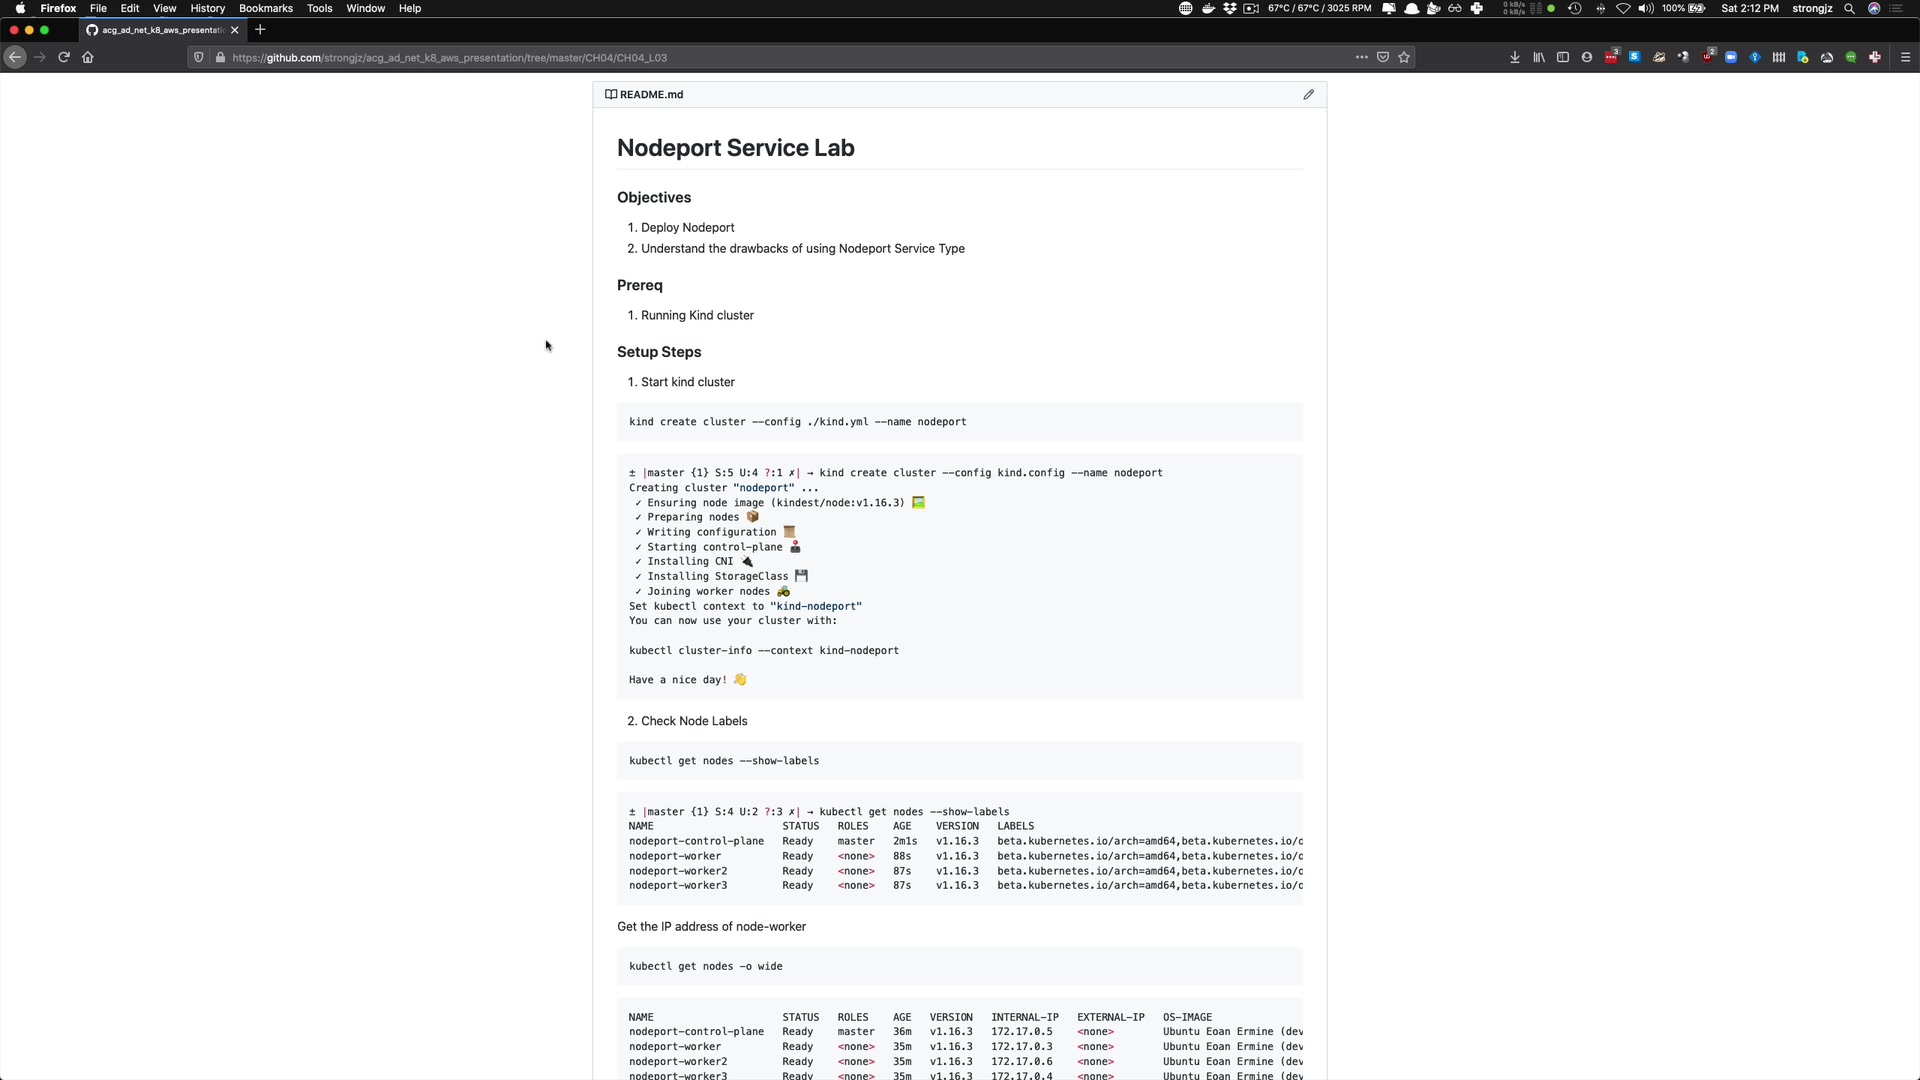 Firefox File Edit View History Bookmarks Tools Window Help
0 kB/s
0 kB/s
67°C / 67°C / 3025 RPM 100% Sat 2:12 PM strongjz
acg_ad_net_k8_aws_presentati
https://github.com/strongjz/acg_ad_net_k8_aws_presentation/tree/master/CH04/CH04_L03
3
2
README.md
Nodeport Service Lab
Objectives
1. Deploy Nodeport
2. Understand the drawbacks of using Nodeport Service Type
Prereq
1. Running Kind cluster
Setup Steps
1. Start kind cluster
kind create cluster --config ./kind.yml --name nodeport
± |master {1} S:5 U:4 ?:1 ✗| → kind create cluster --config kind.config --name nodeport
Creating cluster "nodeport" ...
✓ Ensuring node image (kindest/node:v1.16.3) 🖼
✓ Preparing nodes 📦
✓ Writing configuration 📜
✓ Starting control-plane 🕹
✓ Installing CNI 🔌
✓ Installing StorageClass 💾
✓ Joining worker nodes 🚜
Set kubectl context to "kind-nodeport"
You can now use your cluster with:
kubectl cluster-info --context kind-nodeport
Have a nice day! 👋
2. Check Node Labels
kubectl get nodes --show-labels
± |master {1} S:4 U:2 ?:3 ✗| → kubectl get nodes --show-labels
NAME STATUS ROLES AGE VERSION LABELS
nodeport-control-plane Ready master 2m1s v1.16.3 beta.kubernetes.io/arch=amd64,beta.kubernetes.io/o
nodeport-worker Ready <none> 88s v1.16.3 beta.kubernetes.io/arch=amd64,beta.kubernetes.io/o
nodeport-worker2 Ready <none> 87s v1.16.3 beta.kubernetes.io/arch=amd64,beta.kubernetes.io/o
nodeport-worker3 Ready <none> 87s v1.16.3 beta.kubernetes.io/arch=amd64,beta.kubernetes.io/o
Get the IP address of node-worker
kubectl get nodes -o wide
NAME STATUS ROLES AGE VERSION INTERNAL-IP EXTERNAL-IP OS-IMAGE
nodeport-control-plane Ready master 36m v1.16.3 172.17.0.5 <none> Ubuntu Eoan Ermine (dev
nodeport-worker Ready <none> 35m v1.16.3 172.17.0.3 <none> Ubuntu Eoan Ermine (dev
nodeport-worker2 Ready <none> 35m v1.16.3 172.17.0.6 <none> Ubuntu Eoan Ermine (dev
nodeport-worker3 Ready <none> 35m v1.16.3 172.17.0.4 <none> Ubuntu Eoan Ermine (dev